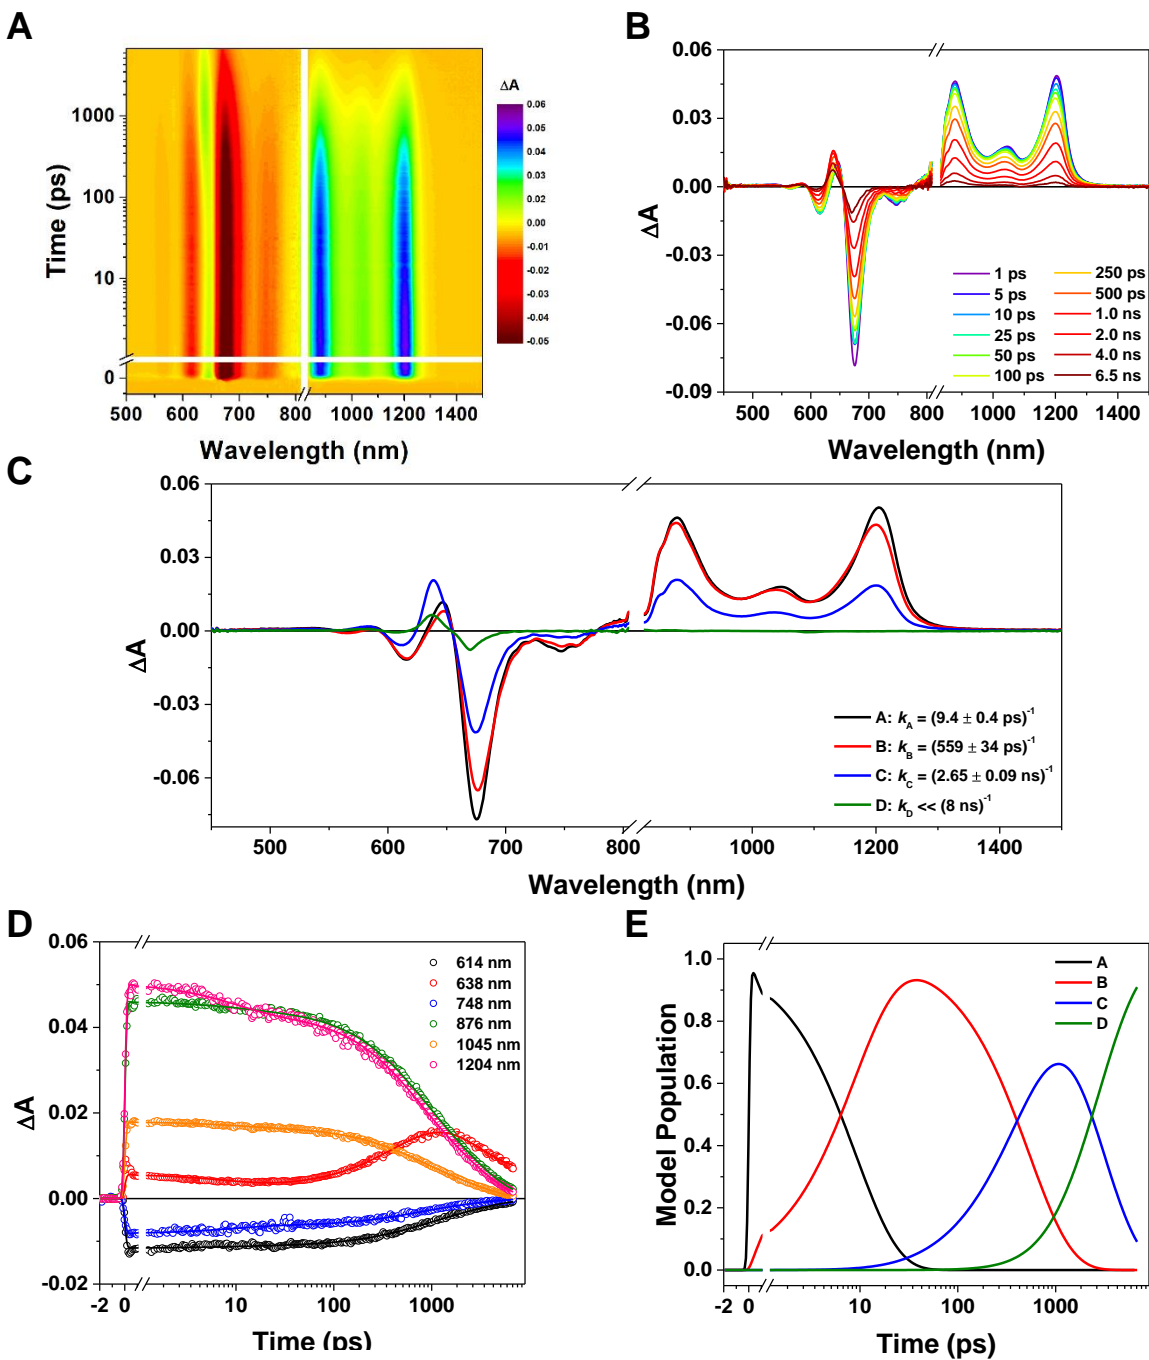 A
Time (ps)
1000
100
10
0
500
600
700
800
1000
1200
1400
Wavelength (nm)
ΔA
0.06
0.05
0.04
0.03
0.02
0.01
0.00
-0.01
-0.02
-0.03
-0.04
-0.05
B
ΔA
0.06
0.03
0.00
-0.03
-0.06
-0.09
1 ps
5 ps
10 ps
25 ps
50 ps
100 ps
250 ps
500 ps
1.0 ns
2.0 ns
4.0 ns
6.5 ns
500
600
700
800
1000
1200
1400
Wavelength (nm)
C
ΔA
0.06
0.03
0.00
-0.03
-0.06
A: kA = (9.4 ± 0.4 ps)-1
B: kB = (559 ± 34 ps)-1
C: kC = (2.65 ± 0.09 ns)-1
D: kD << (8 ns)-1
500
600
700
800
1000
1200
1400
Wavelength (nm)
D
ΔA
0.06
0.04
0.02
0.00
-0.02
614 nm
638 nm
748 nm
876 nm
1045 nm
1204 nm
-2
0
10
100
1000
Time (ps)
E
Model Population
1.0
0.8
0.6
0.4
0.2
0.0
A
B
C
D
-2
0
10
100
1000
Time (ps)